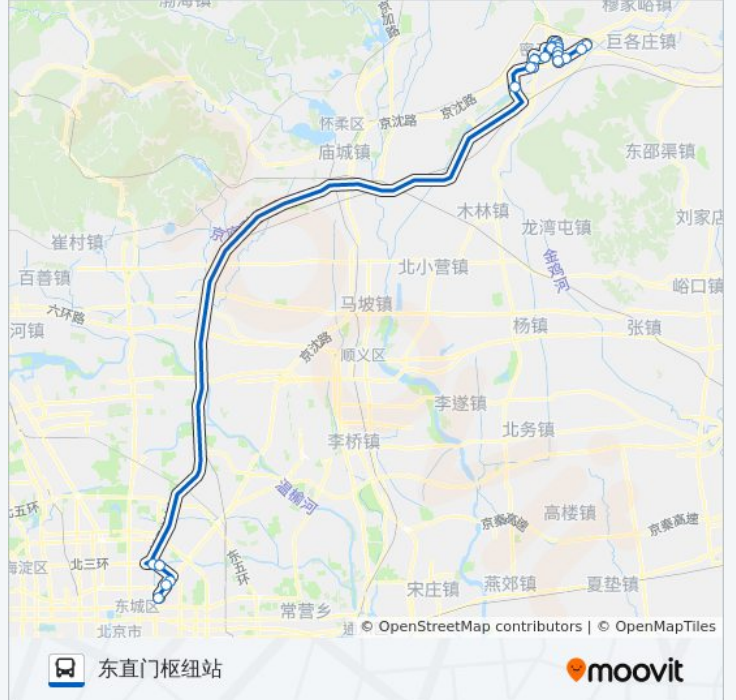 渤海镇
京加路
穆家峪镇
巨各庄镇
密
怀柔区
京沈路
京沈路
庙城镇
东邵渠镇
木林镇
刘家店
龙湾屯镇
崔村镇
金鸡河
北小营镇
百善镇
峪口镇
马坡镇
六环路
河镇
杨镇
张镇
京沈路
顺义区
李遂镇
北务镇
李桥镇
温榆河
五环
高楼镇
京秦高速
京秦高速
北三环
海淀区
东五环
宋庄镇
燕郊镇
夏垫镇
东城区
常营乡
北京市
通
© OpenStreetMap contributors | © OpenMapTiles
东直门枢纽站
moovit